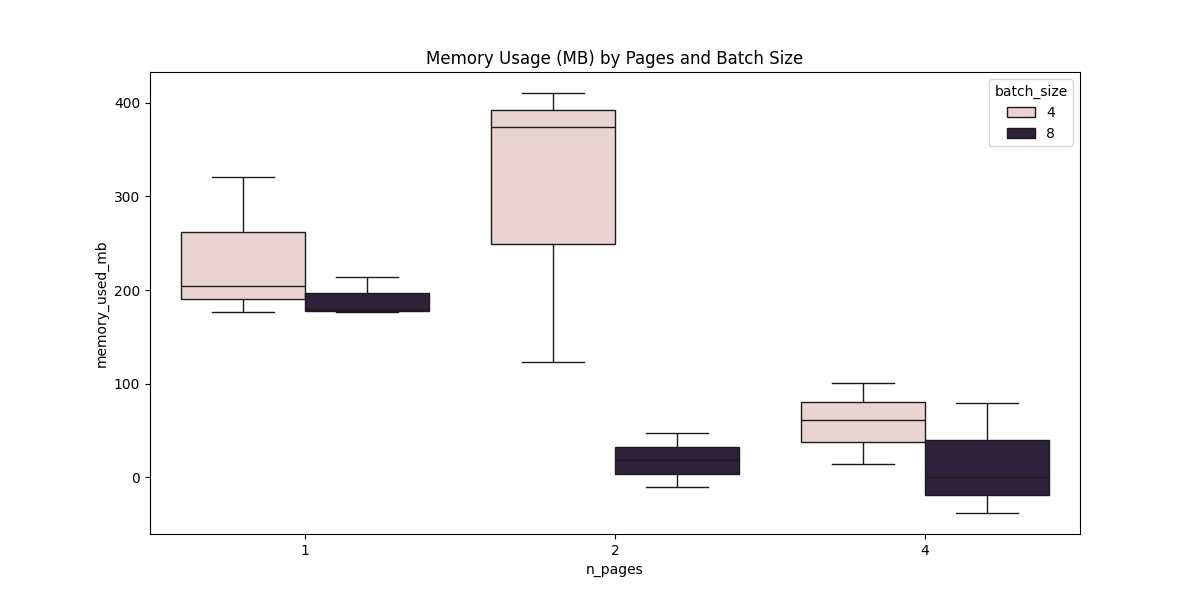 Memory Usage (MB) by Pages and Batch Size
batch_size
4
8
400
300
200
100
0
memory_used_mb
1
2
4
n_pages